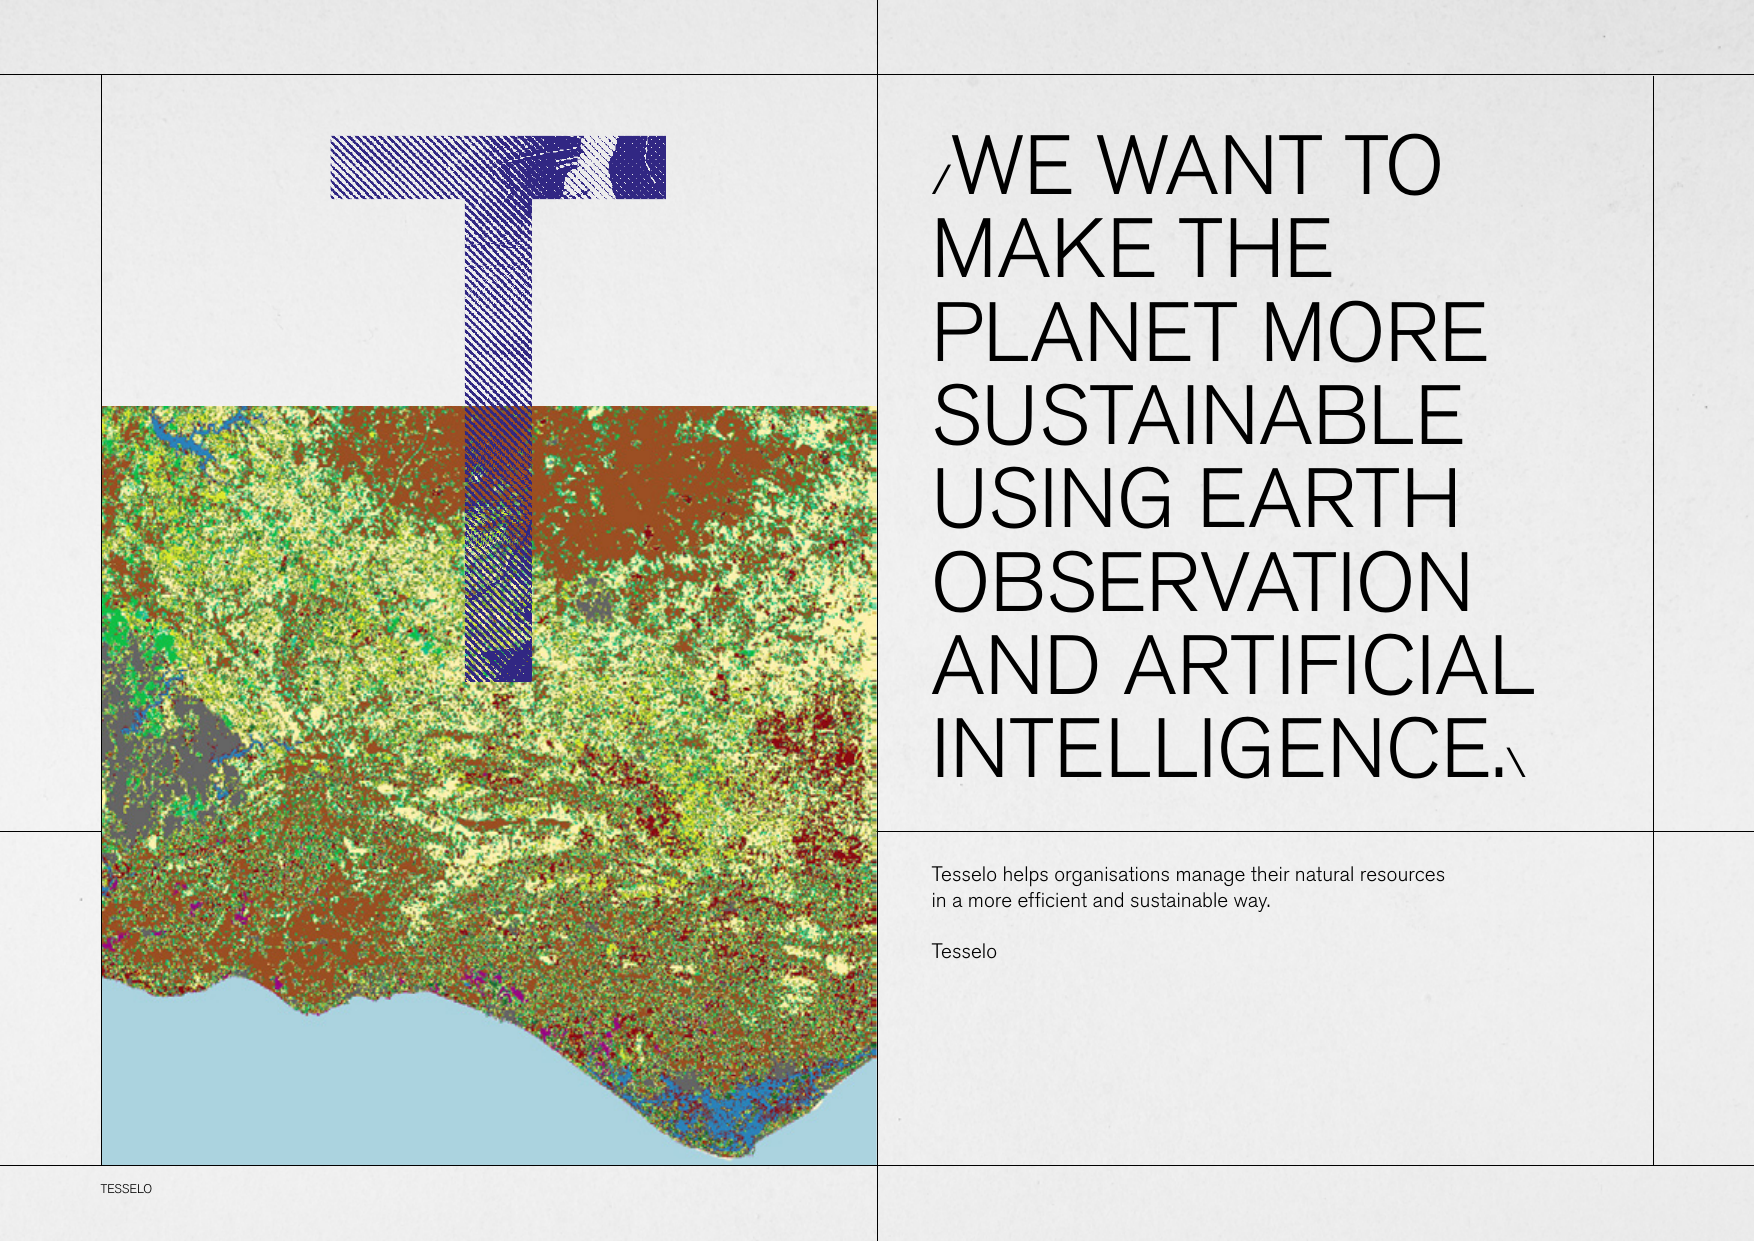 T
/WE WANT TO
MAKE THE
PLANET MORE
SUSTAINABLE
USING EARTH
OBSERVATION
AND ARTIFICIAL
INTELLIGENCE.\
Tesselo helps organisations manage their natural resources
in a more efficient and sustainable way.
Tesselo
TESSELO